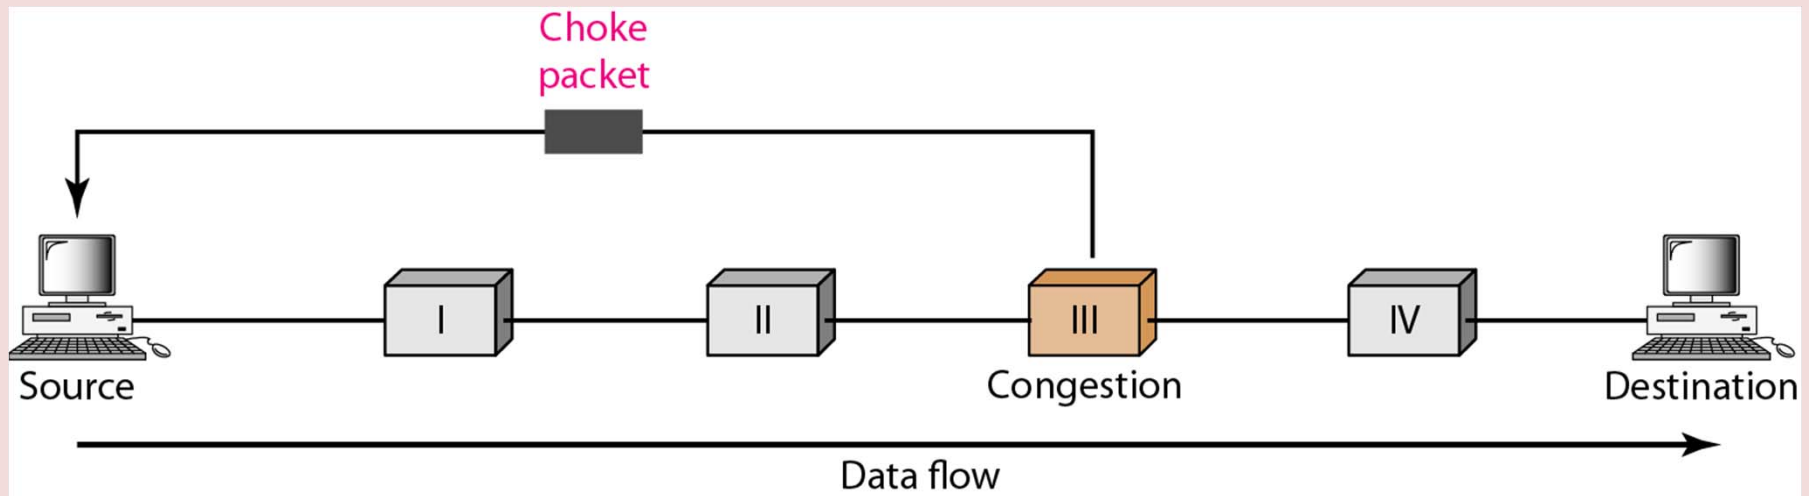 Choke
packet
I
II
III
IV
Source
Congestion
Destination
Data flow